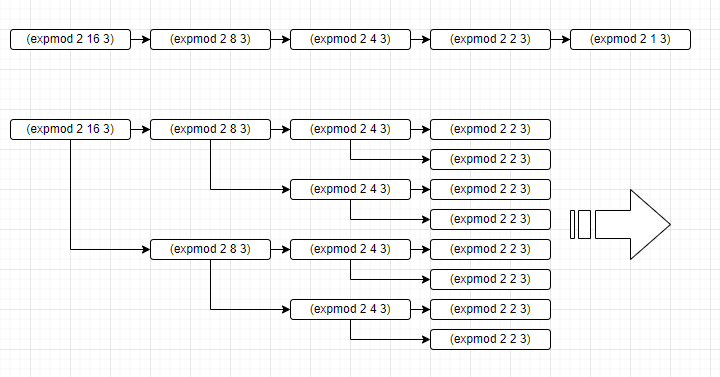 (expmod 2 16 3) (expmod 2 8 3) (expmod 2 4 3) (expmod 2 2 3) (expmod 2 1 3)
(expmod 2 16 3) (expmod 2 8 3) (expmod 2 4 3) (expmod 2 2 3)
(expmod 2 2 3)
(expmod 2 4 3) (expmod 2 2 3)
(expmod 2 2 3)
(expmod 2 8 3) (expmod 2 4 3) (expmod 2 2 3)
(expmod 2 2 3)
(expmod 2 4 3) (expmod 2 2 3)
(expmod 2 2 3)